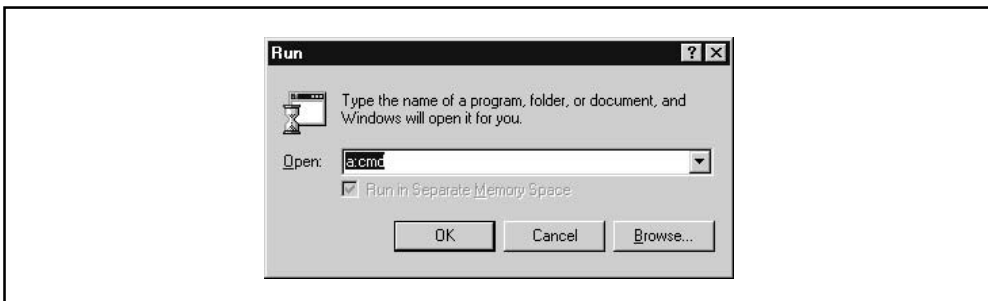 Run
Type the name of a program, folder, or document, and
Windows will open it for you.
Open: a:cmd
Run in Separate Memory Space
OK Cancel Browse...